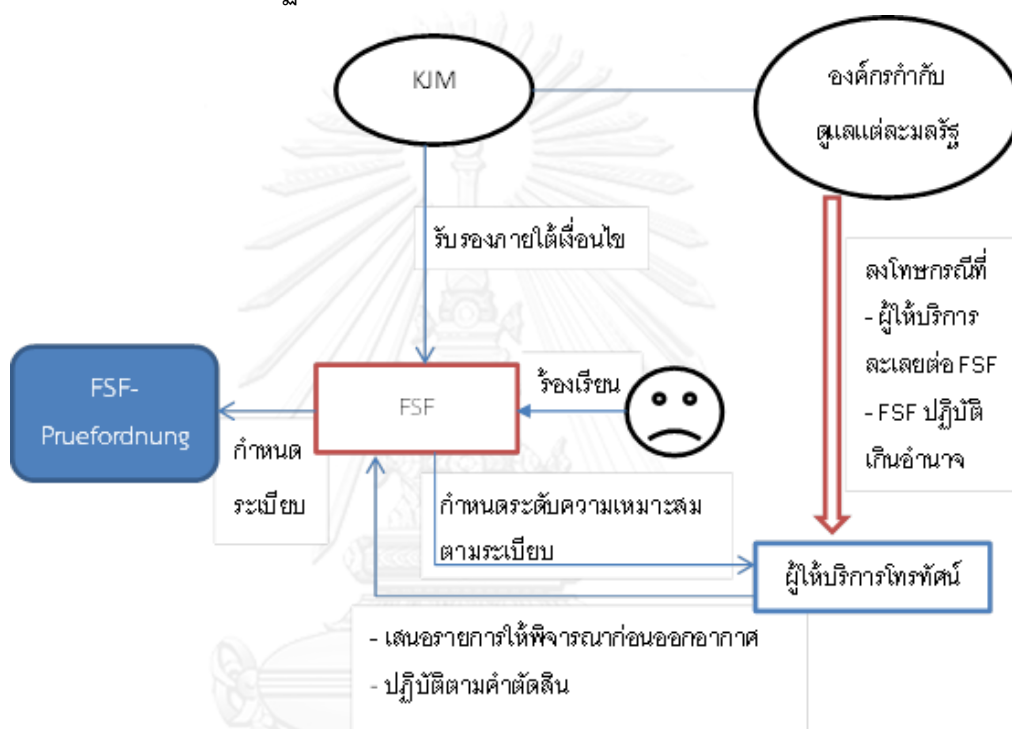 KJM
องค์กรกำกับ
ดูแลแต่ละมลรัฐ
รับรองภายใต้เงื่อนไข
ลงโทษกรณีที่
- ผู้ให้บริการ
ละเลยต่อ FSF
- FSF ปฏิบัติ
เกินอำนาจ
ร้องเรียน
FSF
FSF-
Pruefordnung
กำหนด
ระเบียบ
กำหนดระดับความเหมาะสม
ตามระเบียบ
ผู้ให้บริการโทรทัศน์
- เสนอรายการให้พิจารณาก่อนออกอากาศ
- ปฏิบัติตามคำตัดสิน